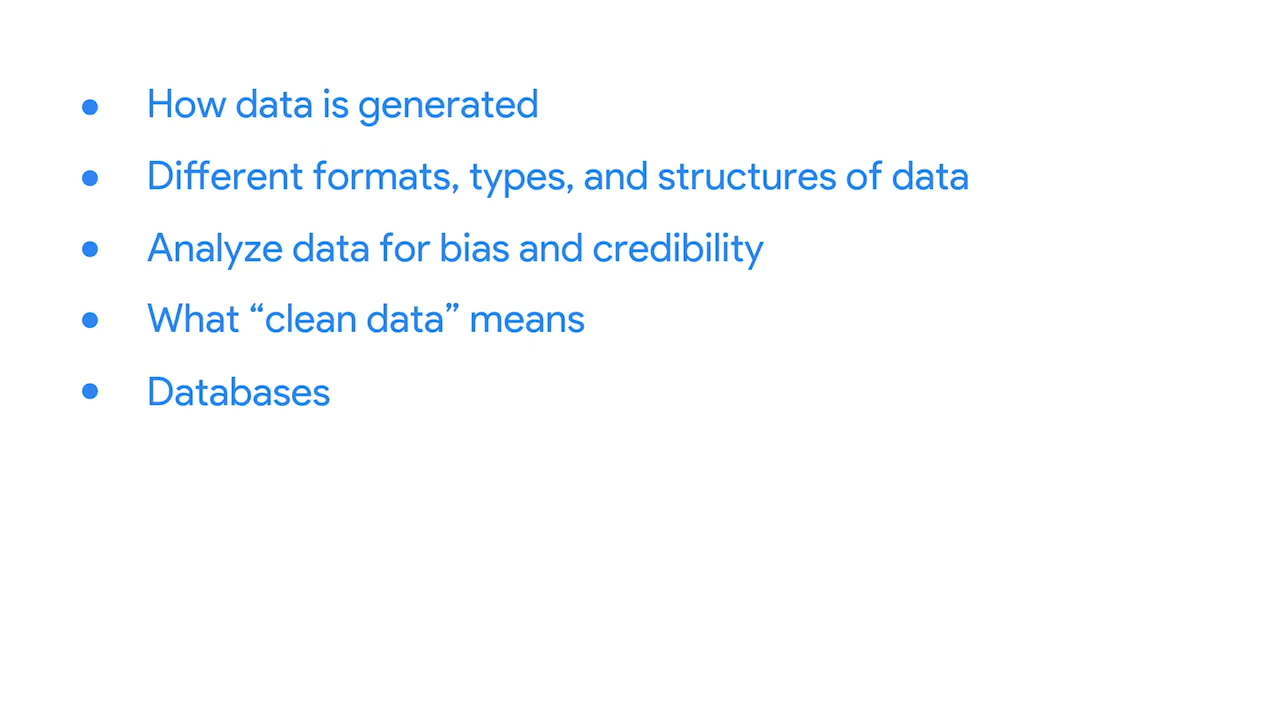 ● How data is generated
● Different formats, types, and structures of data
● Analyze data for bias and credibility
● What “clean data” means
● Databases